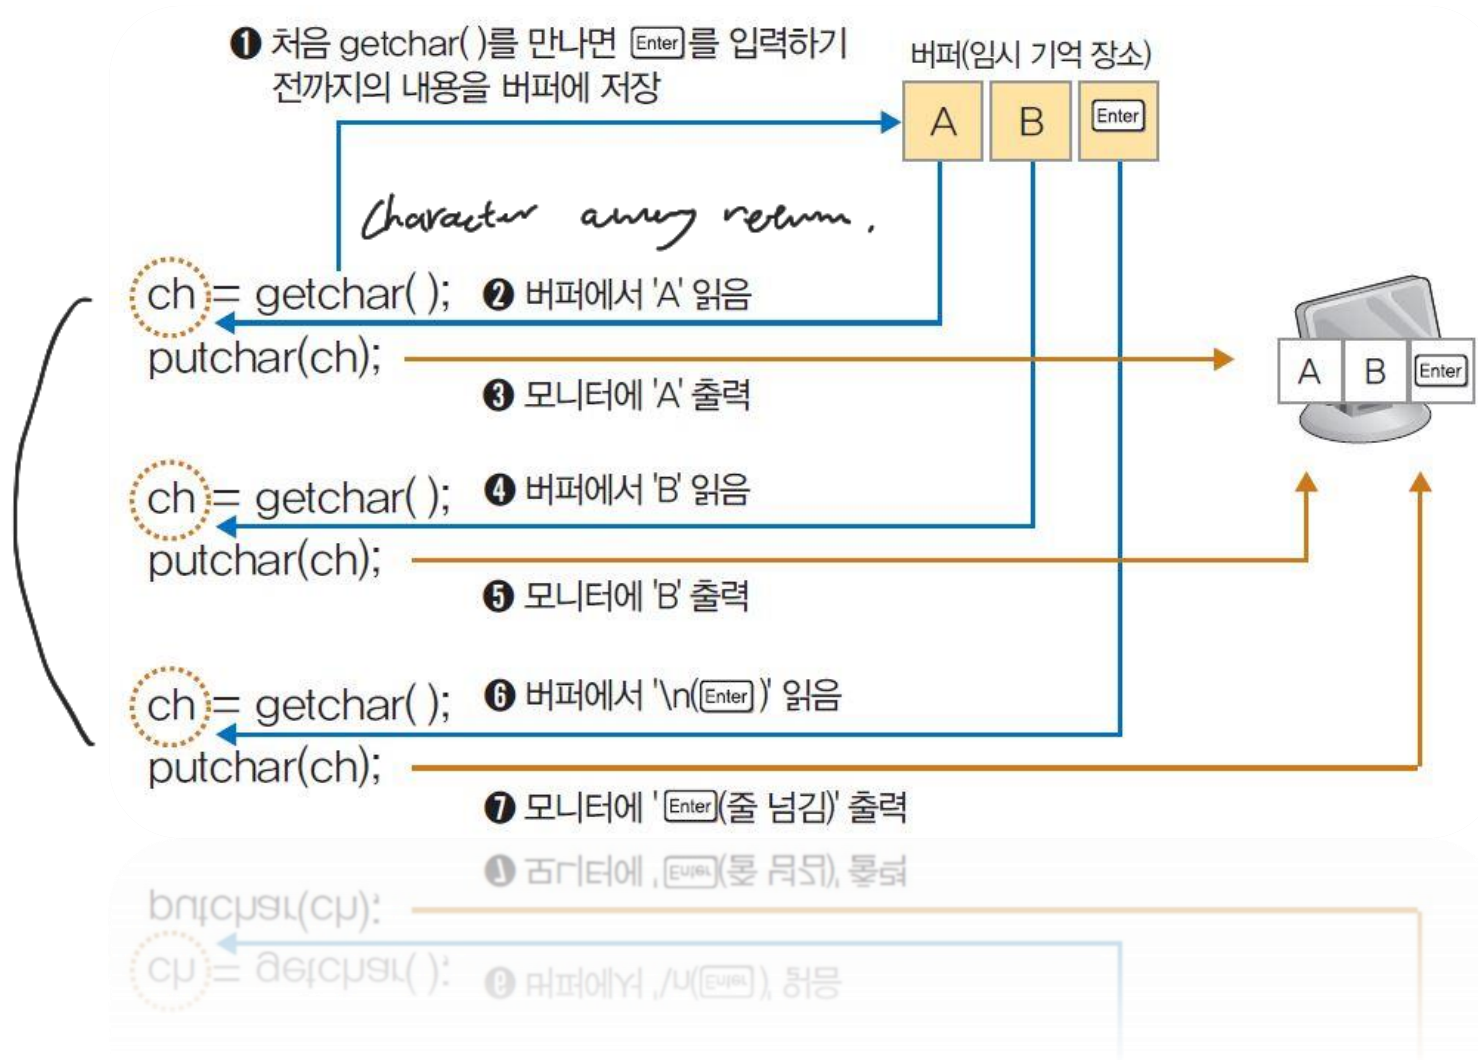 ❶ 처음 getchar( )를 만나면 Enter를 입력하기
전까지의 내용을 버퍼에 저장
버퍼(임시 기억 장소)
A B Enter
Character return.
ch = getchar( ); ❷ 버퍼에서 'A' 읽음
putchar(ch);
❸ 모니터에 'A' 출력
A B Enter
ch = getchar( ); ❹ 버퍼에서 'B' 읽음
putchar(ch);
❺ 모니터에 'B' 출력
ch = getchar( ); ❻ 버퍼에서 '\n(Enter)' 읽음
putchar(ch);
❼ 모니터에 'Enter(줄 넘김)' 출력